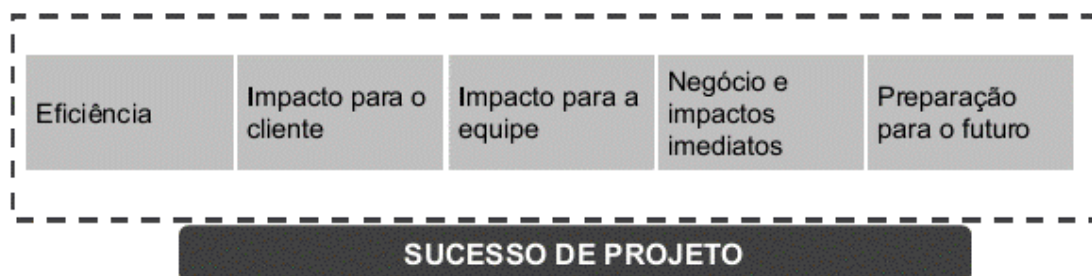 Eficiência
Impacto para o
cliente
Impacto para a
equipe
Negócio e
impactos
imediatos
Preparação
para o futuro
SUCESSO DE PROJETO